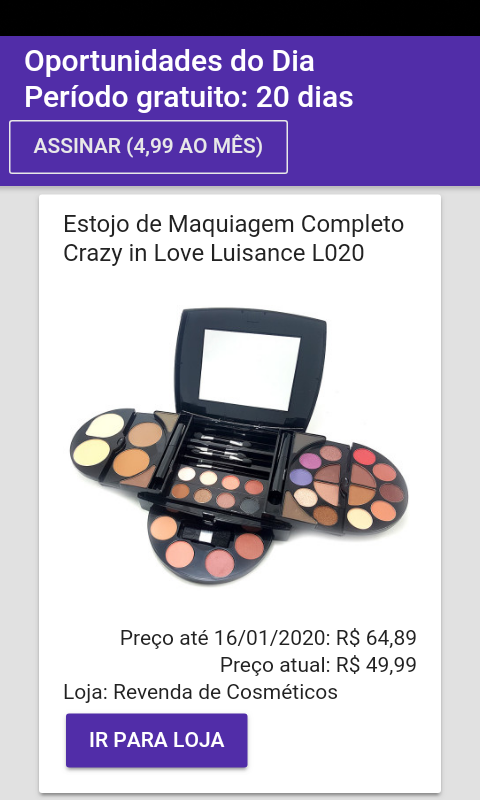 Oportunidades do Dia
Período gratuito: 20 dias
ASSINAR (4,99 AO MÊS)
Estojo de Maquiagem Completo
Crazy in Love Luisance L020
Preço até 16/01/2020: R$ 64,89
Preço atual: R$ 49,99
Loja: Revenda de Cosméticos
IR PARA LOJA